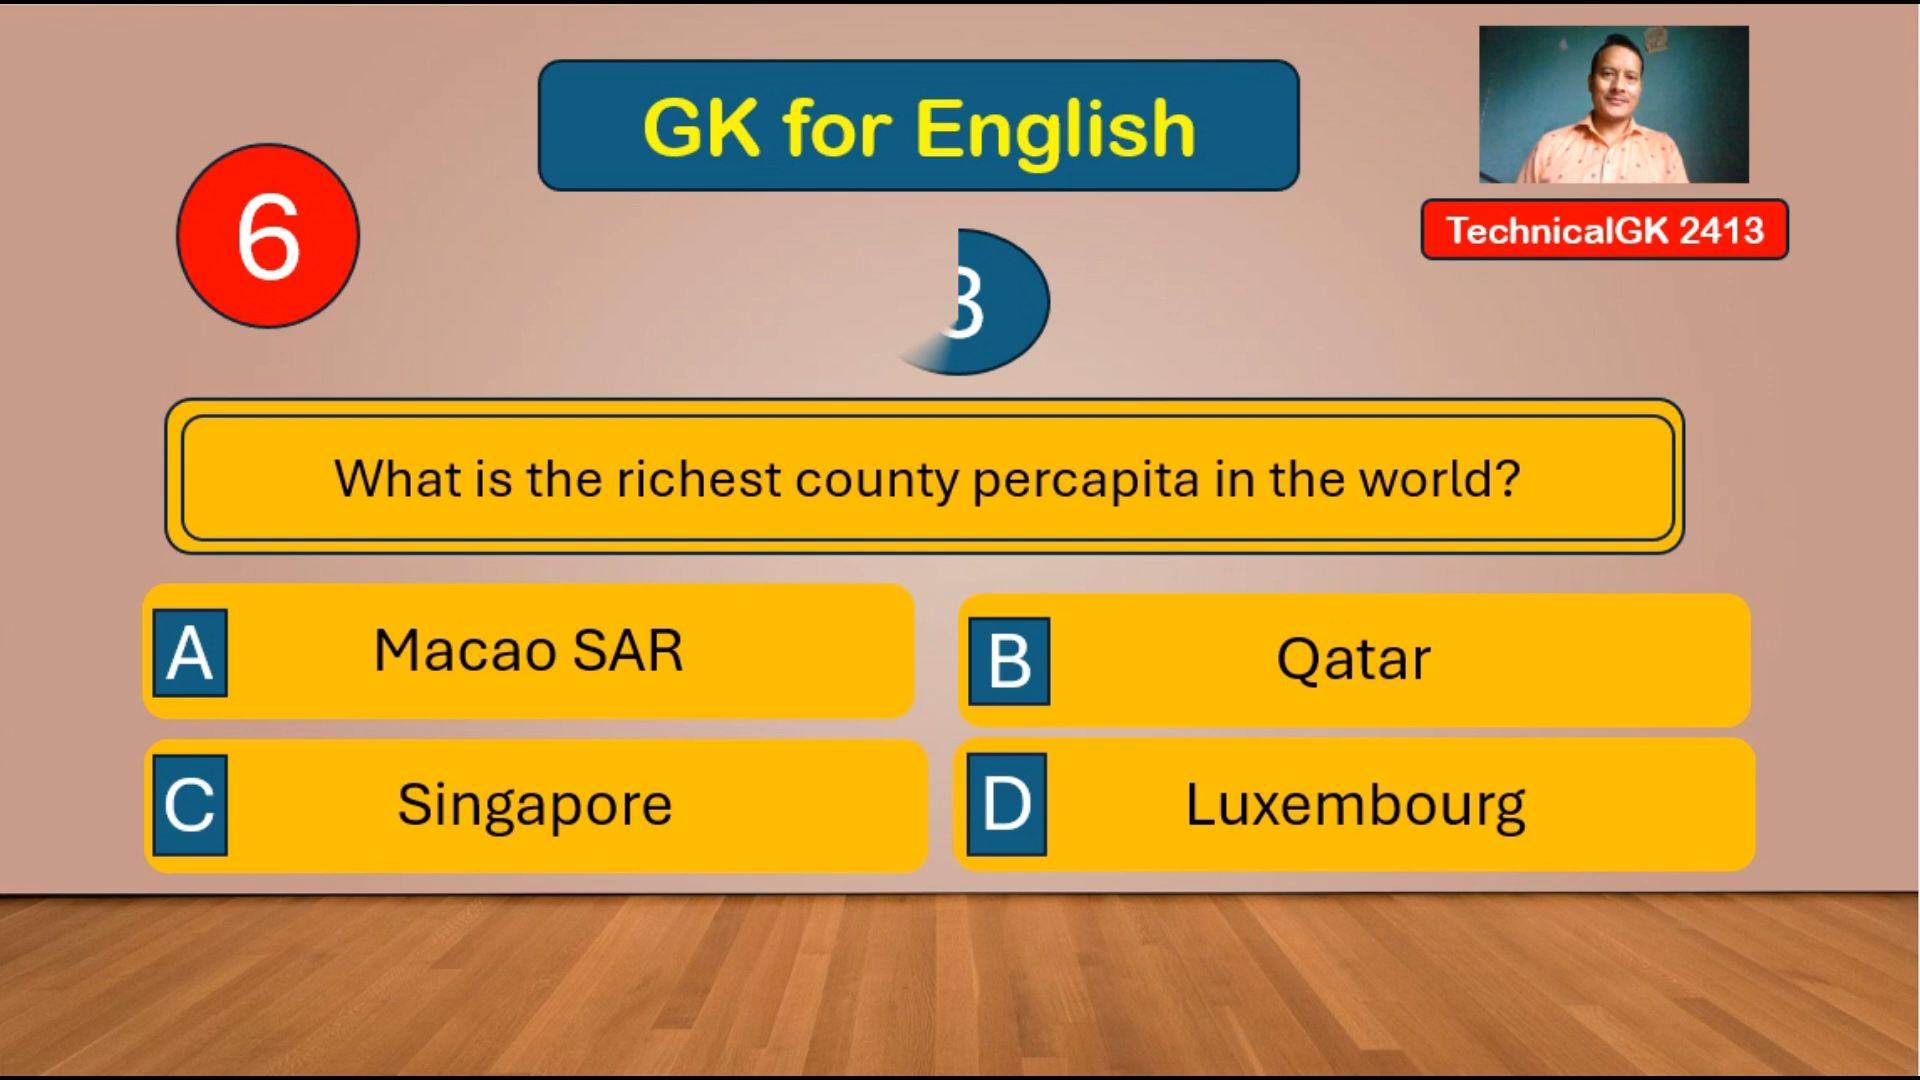 GK for English
6
3
TechnicalGK 2413
What is the richest county percapita in the world?
A Macao SAR
B Qatar
C Singapore
D Luxembourg